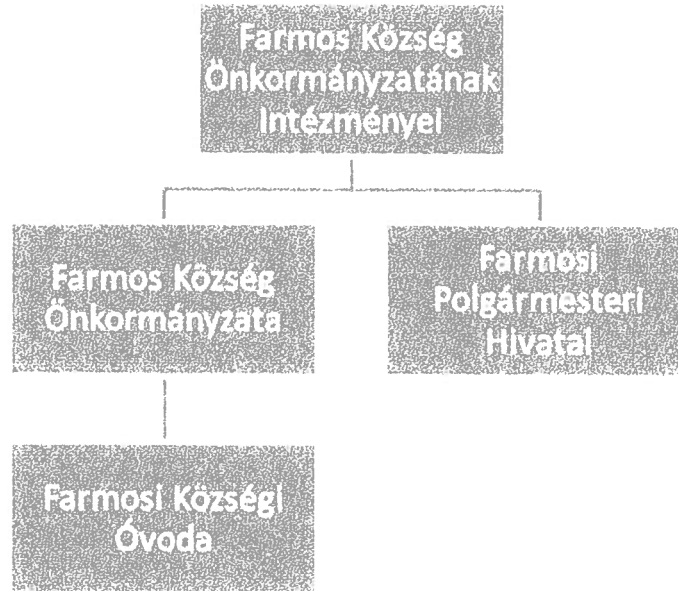 Farmos Község
Önkormányzatának
Intézményei
Farmos Község
Önkormányzata
Farmosi
Polgármesteri
Hivatal
Farmosi Községi
Óvoda